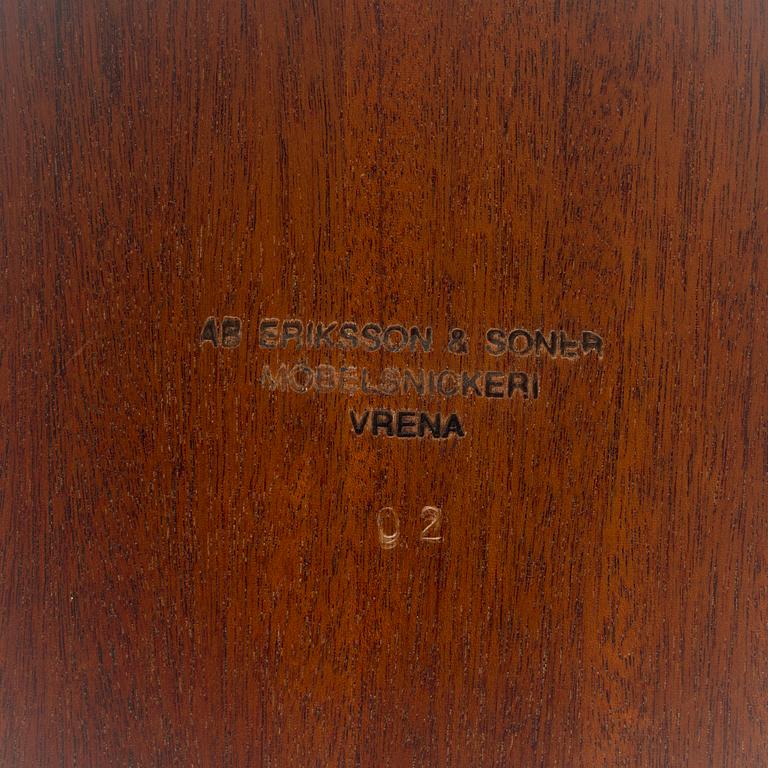 AB ERIKSSON & SÖNER
MÖBELSNICKERI
VRENA
02